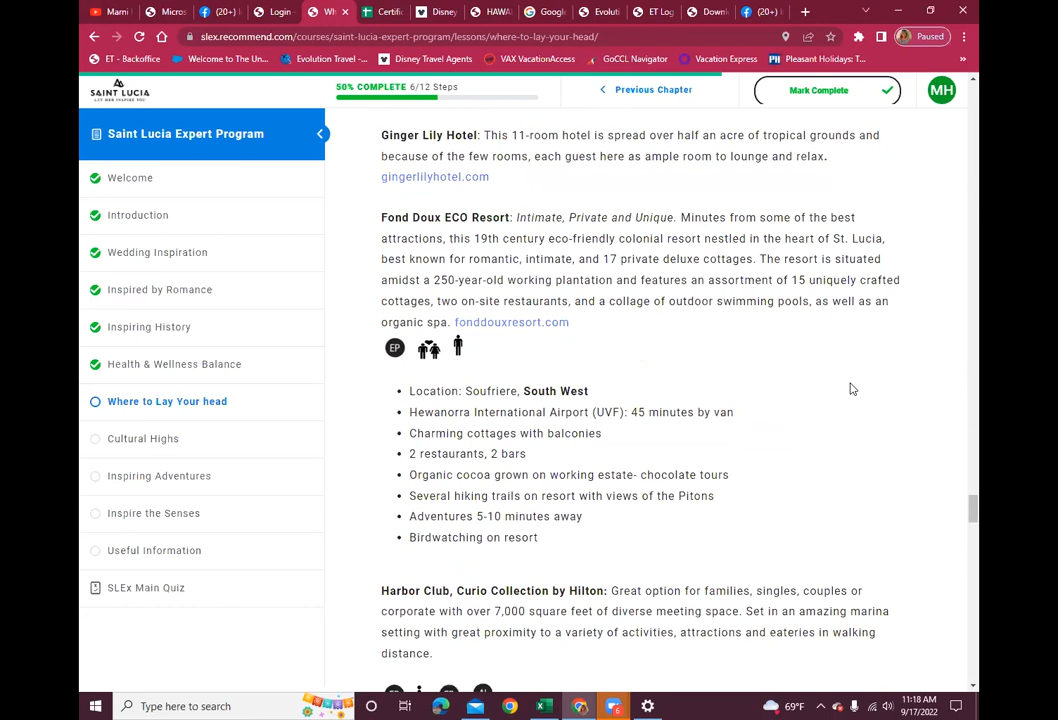 Marni
Micros
(20+)
Login -
Wh
Certific
Disney
HAWAI
Google
Evoluti
ET Log
Downl
(20+)
slex.recommend.com/courses/saint-lucia-expert-program/lessons/where-to-lay-your-head/
Paused
ET - Backoffice
Welcome to The Un...
Evolution Travel -...
Disney Travel Agents
VAX VacationAccess
GoCCL Navigator
Vacation Express
Pleasant Holidays: T...
SAINT LUCIA
LET HER INSPIRE YOU
50% COMPLETE 6/12 Steps
Previous Chapter
Mark Complete
MH
Saint Lucia Expert Program
Welcome
Introduction
Wedding Inspiration
Inspired by Romance
Inspiring History
Health & Wellness Balance
Where to Lay Your head
Cultural Highs
Inspiring Adventures
Inspire the Senses
Useful Information
SLEx Main Quiz
Ginger Lily Hotel: This 11-room hotel is spread over half an acre of tropical grounds and
because of the few rooms, each guest here as ample room to lounge and relax.
gingerlilyhotel.com
Fond Doux ECO Resort: Intimate, Private and Unique. Minutes from some of the best
attractions, this 19th century eco-friendly colonial resort nestled in the heart of St. Lucia,
best known for romantic, intimate, and 17 private deluxe cottages. The resort is situated
amidst a 250-year-old working plantation and features an assortment of 15 uniquely crafted
cottages, two on-site restaurants, and a collage of outdoor swimming pools, as well as an
organic spa. fonddouxresort.com
EP
• Location: Soufriere, South West
• Hewanorra International Airport (UVF): 45 minutes by van
• Charming cottages with balconies
• 2 restaurants, 2 bars
• Organic cocoa grown on working estate- chocolate tours
• Several hiking trails on resort with views of the Pitons
• Adventures 5-10 minutes away
• Birdwatching on resort
Harbor Club, Curio Collection by Hilton: Great option for families, singles, couples or
corporate with over 7,000 square feet of diverse meeting space. Set in an amazing marina
setting with great proximity to a variety of activities, attractions and eateries in walking
distance.
Type here to search
69°F
11:18 AM
9/17/2022